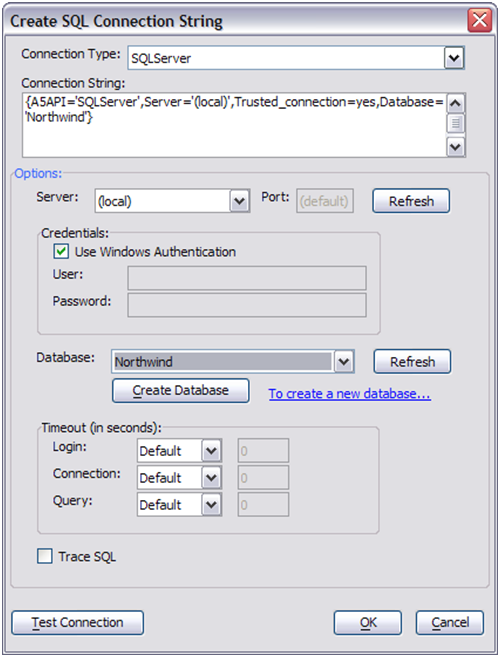 Create SQL Connection String
Connection Type: SQLServer
Connection String:
{A5API='SQLServer',Server='(local)',Trusted_connection=yes,Database=
'Northwind'}
Options:
Server: (local) Port: (default) Refresh
Credentials:
Use Windows Authentication
User:
Password:
Database: Northwind Refresh
Create Database To create a new database...
Timeout (in seconds):
Login: Default 0
Connection: Default 0
Query: Default 0
Trace SQL
Test Connection OK Cancel